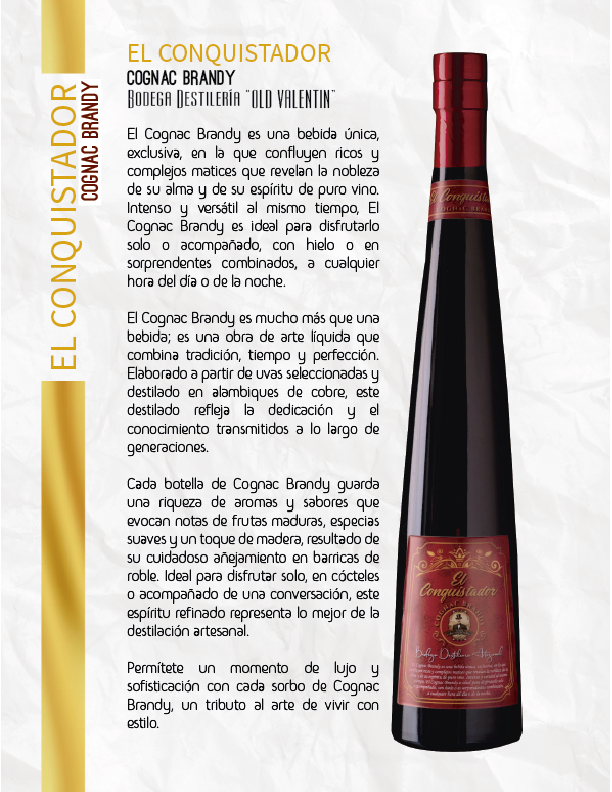 EL CONQUISTADOR
COGNAC BRANDY
EL CONQUISTADOR
COGNAC BRANDY
BODEGA DESTILERÍA "OLD VALENTIN"
El Cognac Brandy es una bebida única,
exclusiva, en la que confluyen ricos y
complejos matices que revelan la nobleza
de su alma y de su espíritu de puro vino.
Intenso y versátil al mismo tiempo, El
Cognac Brandy es ideal para disfrutarlo
solo o acompañado, con hielo o en
sorprendentes combinados, a cualquier
hora del día o de la noche.
El Cognac Brandy es mucho más que una
bebida; es una obra de arte líquida que
combina tradición, tiempo y perfección.
Elaborado a partir de uvas seleccionadas y
destilado en alambiques de cobre, este
destilado refleja la dedicación y el
conocimiento transmitidos a lo largo de
generaciones.
Cada botella de Cognac Brandy guarda
una riqueza de aromas y sabores que
evocan notas de frutas maduras, especias
suaves y un toque de madera, resultado de
su cuidadoso añejamiento en barricas de
roble. Ideal para disfrutar solo, en cócteles
o acompañado de una conversación, este
espíritu refinado representa lo mejor de la
destilación artesanal.
Permítete un momento de lujo y
sofisticación con cada sorbo de Cognac
Brandy, un tributo al arte de vivir con
estilo.
El Conquistador
COGNAC BRANDY
El
Conquistador
COGNAC BRANDY
Bodega Destilería Artesanal